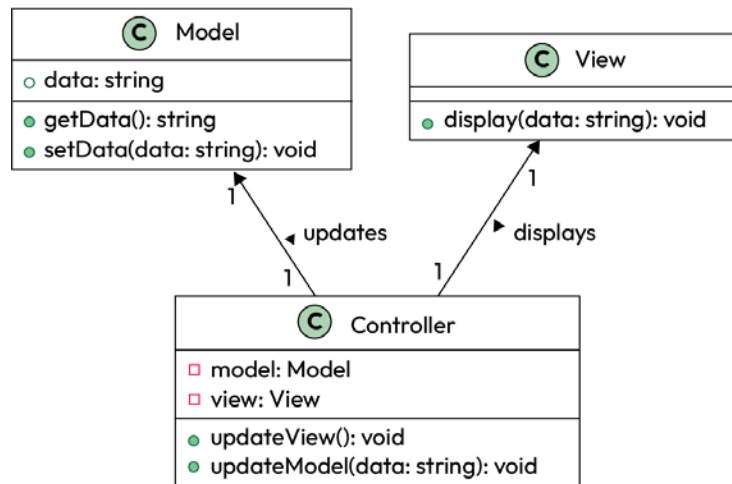 C Model
data: string
getData(): string
setData(data: string): void
C View
display(data: string): void
1
1
updates
displays
1
1
C Controller
model: Model
view: View
updateView(): void
updateModel(data: string): void